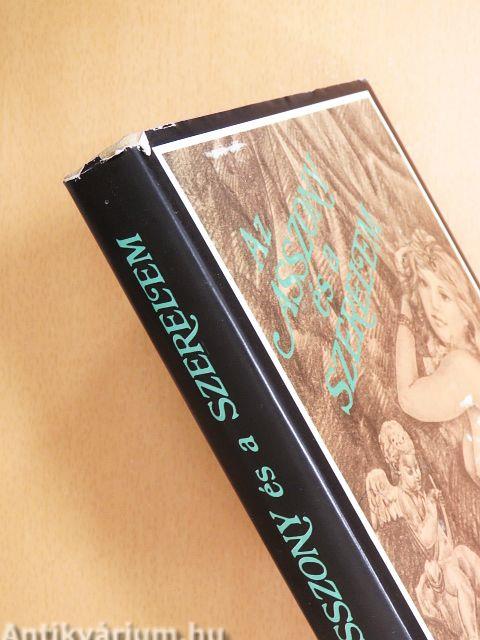 Az
ASSZONY
és a
SZERELEM
SSZONY és a SZERELEM
Antikvárium.hu